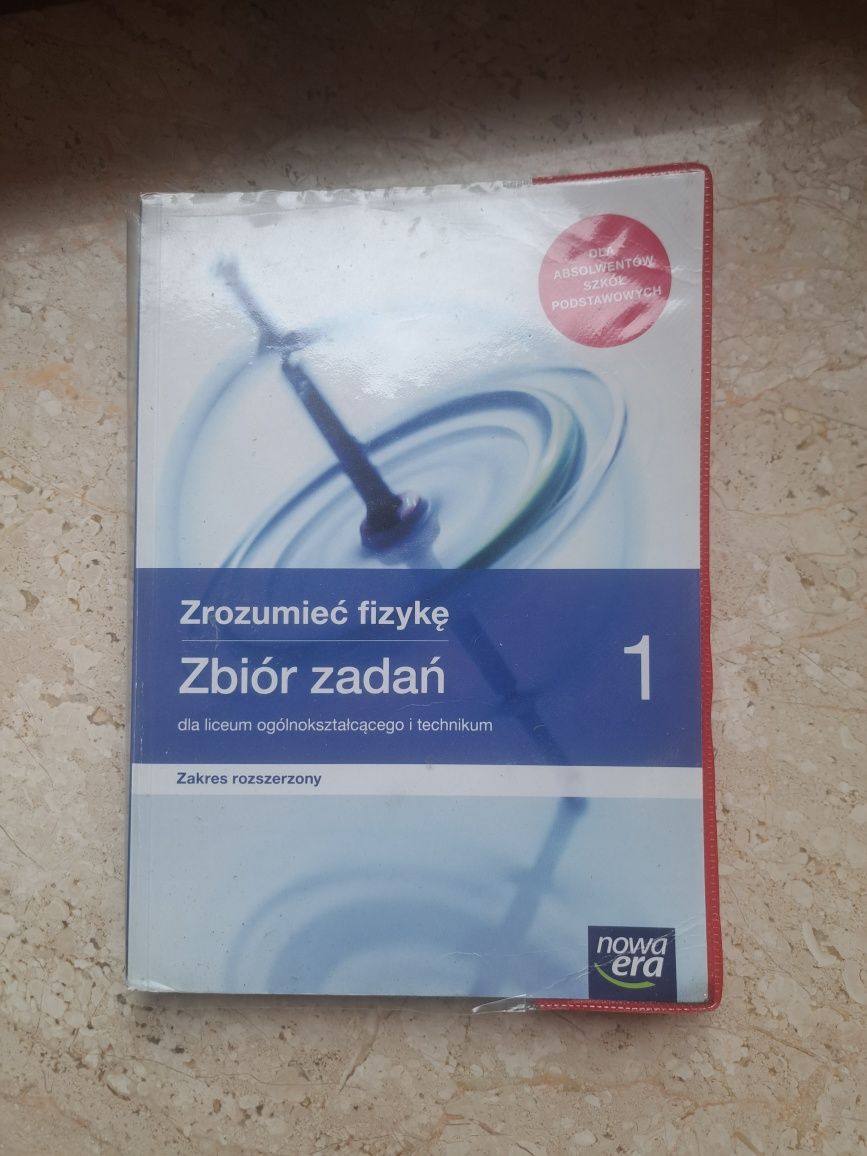 DLA
ABSOLWENTÓW
SZKÓŁ
PODSTAWOWYCH
Zrozumieć fizykę
Zbiór zadań
1
dla liceum ogólnokształcącego i technikum
Zakres rozszerzony
nowa
era